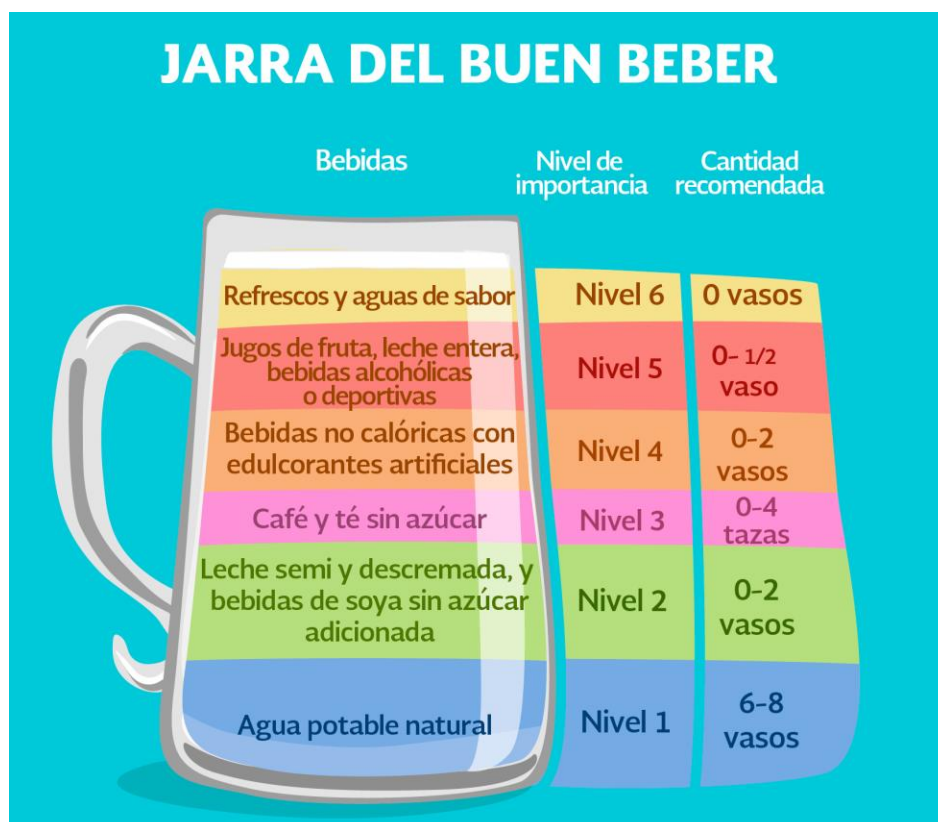 JARRA DEL BUEN BEBER
Bebidas
Nivel de
importancia
Cantidad
recomendada
Refrescos y aguas de sabor
Nivel 6
0 vasos
Jugos de fruta, leche entera,
bebidas alcohólicas
o deportivas
Nivel 5
0- 1/2
vaso
Bebidas no calóricas con
edulcorantes artificiales
Nivel 4
0-2
vasos
Café y té sin azúcar
Nivel 3
0-4
tazas
Leche semi y descremada, y
bebidas de soya sin azúcar
adicionada
Nivel 2
0-2
vasos
Agua potable natural
Nivel 1
6-8
vasos